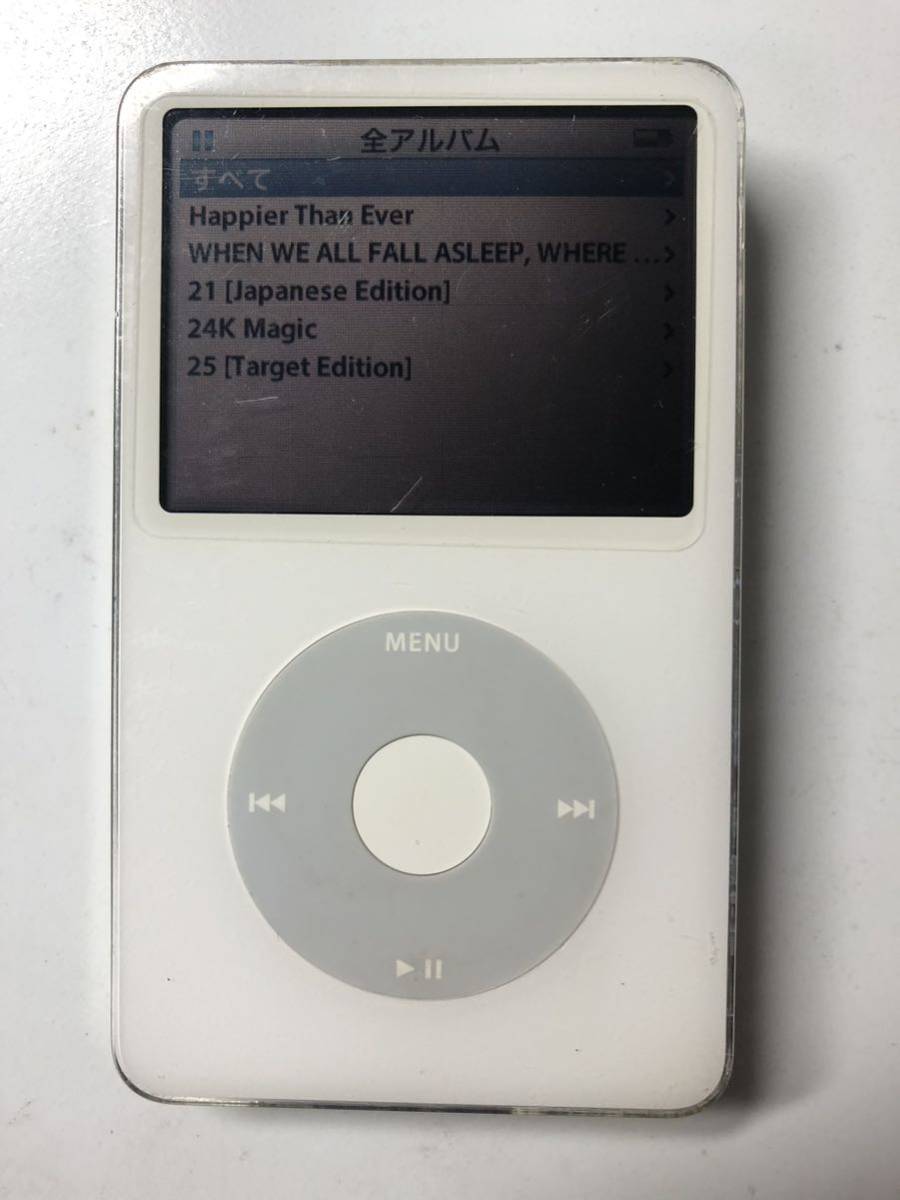 全アルバム
すべて
Happier Than Ever
WHEN WE ALL FALL ASLEEP, WHERE ...
21 [Japanese Edition]
24K Magic
25 [Target Edition]
MENU